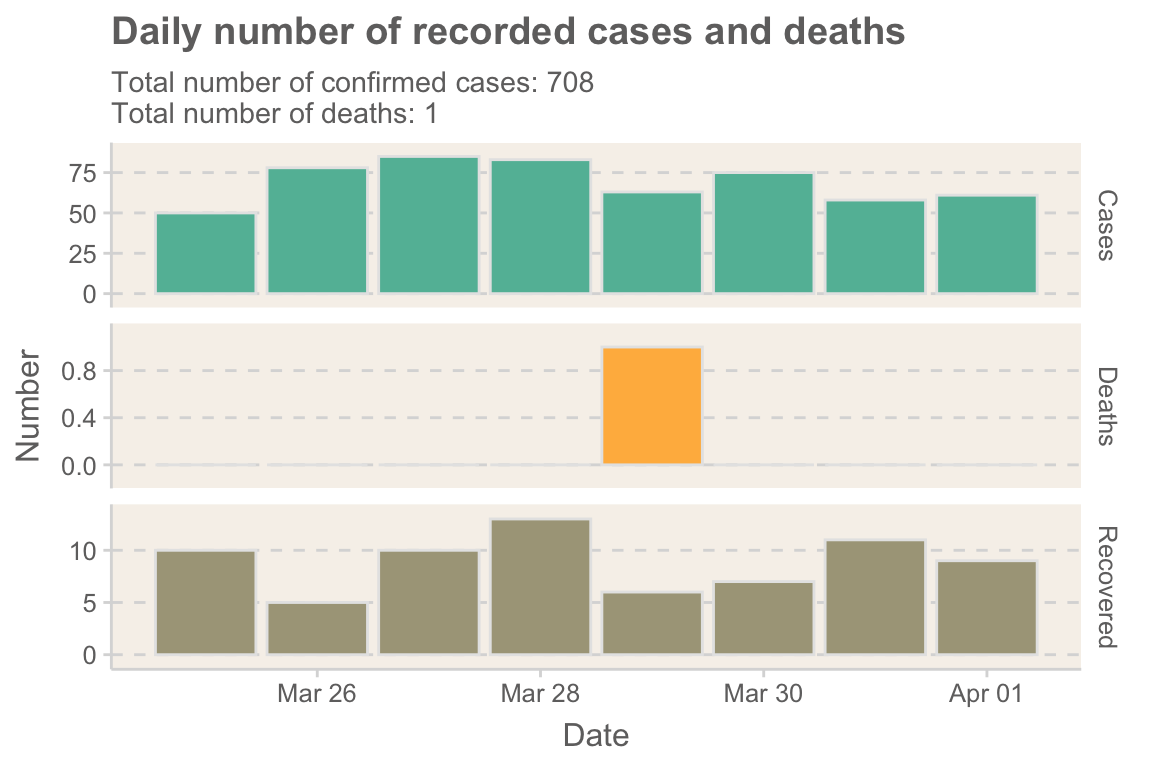 Daily number of recorded cases and deaths
Total number of confirmed cases: 708
Total number of deaths: 1
75
50
25
0
Cases
Number
0.8
0.4
0.0
Deaths
10
5
0
Recovered
Mar 26
Mar 28
Mar 30
Apr 01
Date